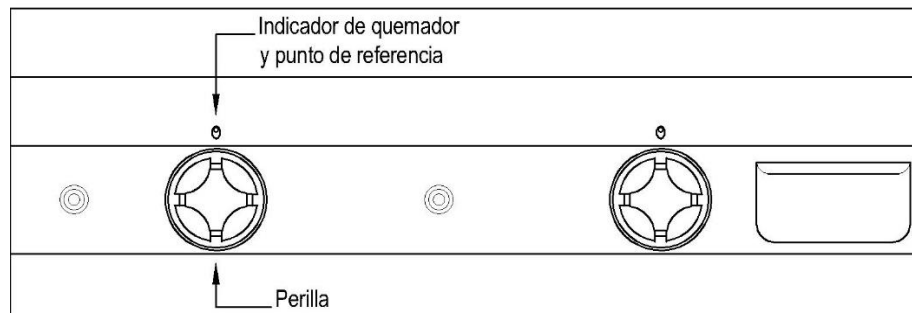 Indicador de quemador
y punto de referencia
Perilla